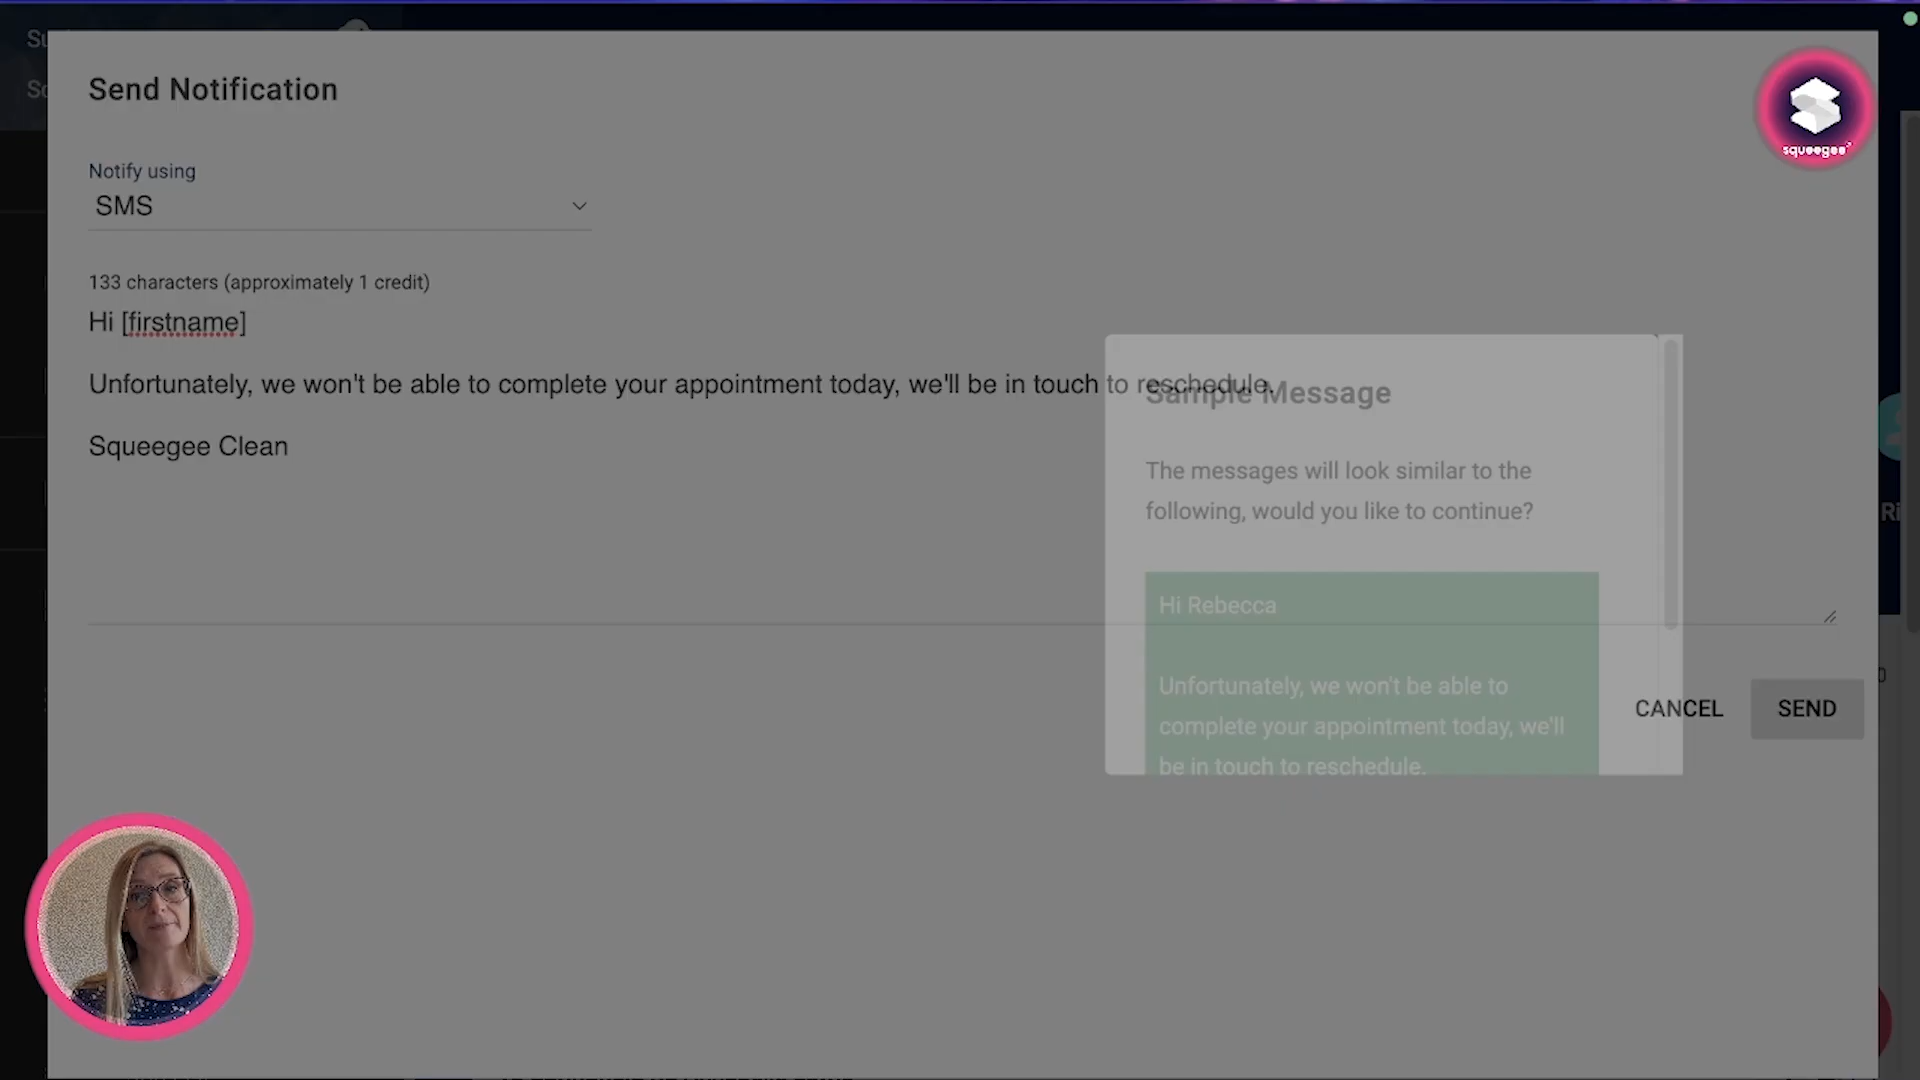 Send Notification
squeegee
Notify using
SMS
133 characters (approximately 1 credit)
Hi [firstname]
Unfortunately, we won't be able to complete your appointment today, we'll be in touch to reschedule.
Squeegee Clean
Sample Message
The messages will look similar to the
following, would you like to continue?
Hi Rebecca
Unfortunately, we won't be able to
complete your appointment today, we'll
be in touch to reschedule.
CANCEL
SEND